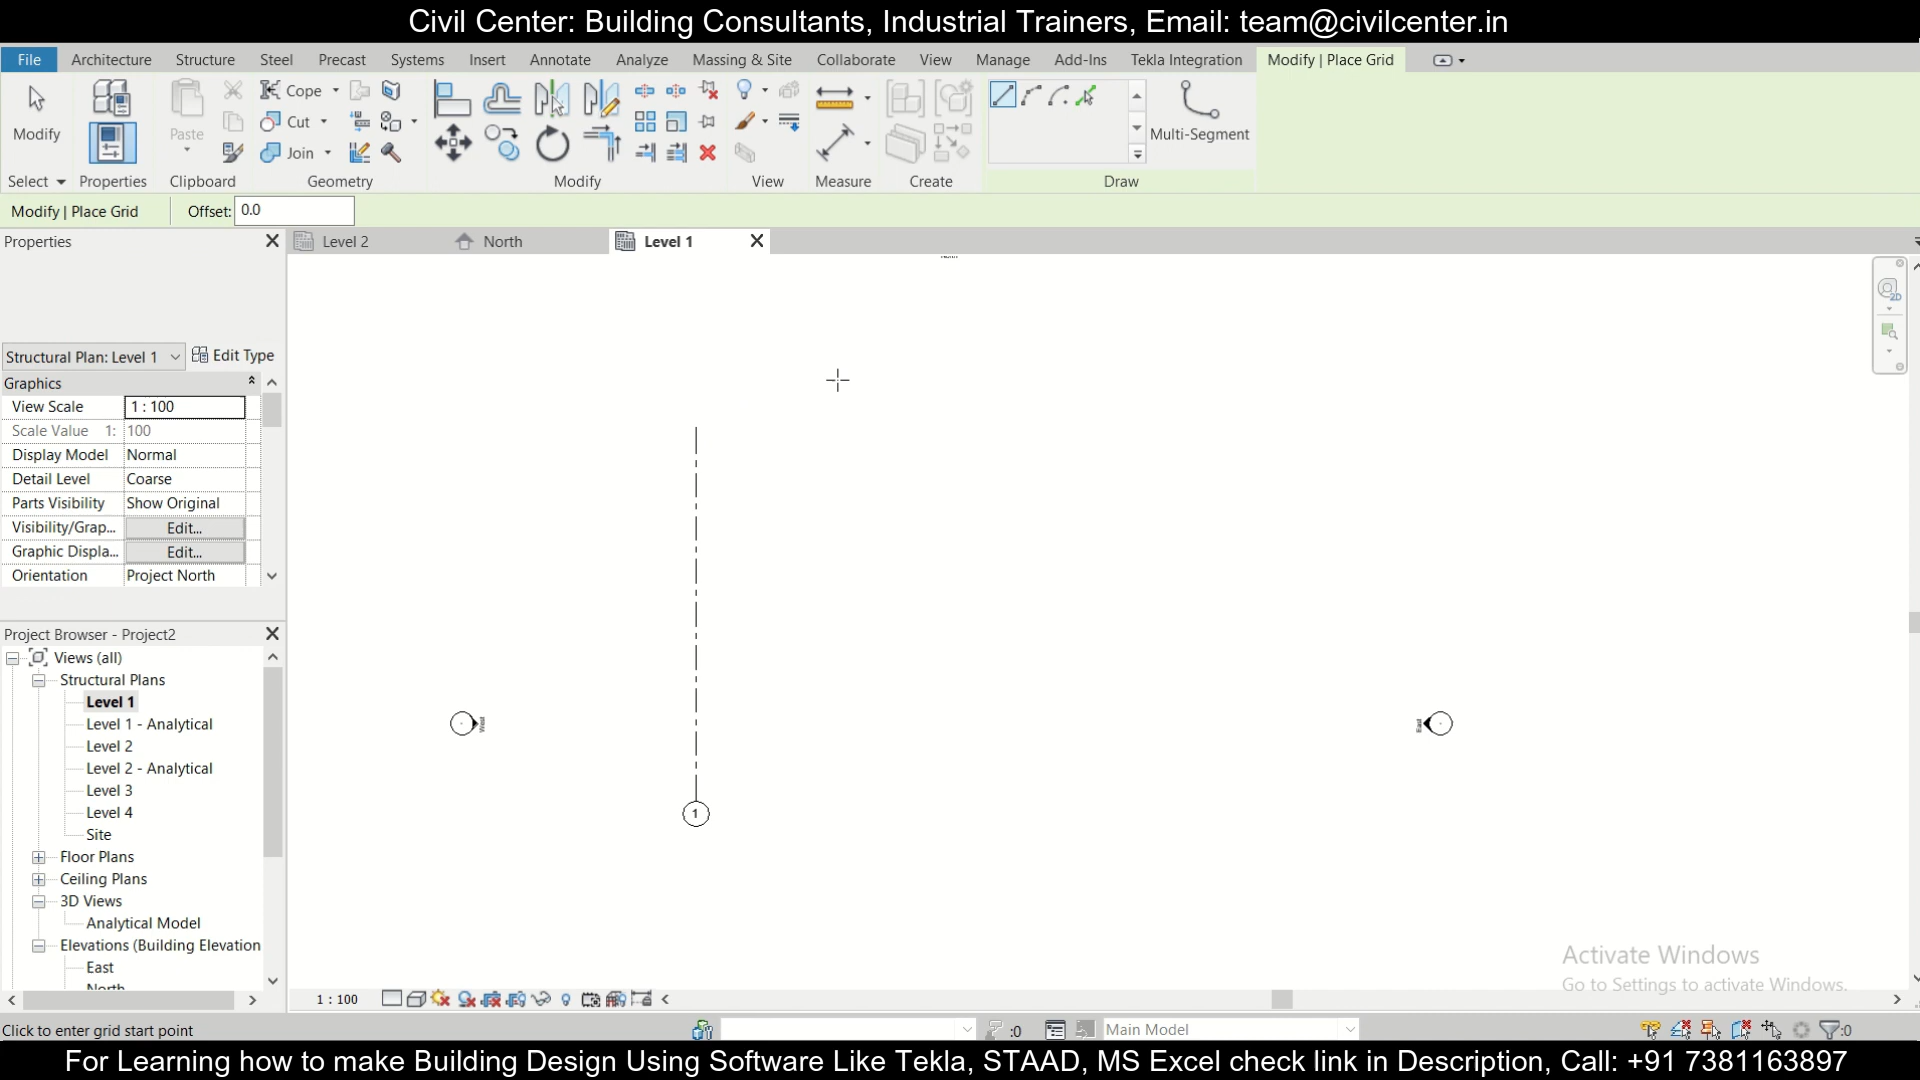 Civil Center: Building Consultants, Industrial Trainers, Email: team@civilcenter.in
File Architecture Structure Steel Precast Systems Insert Annotate Analyze Massing & Site Collaborate View Manage Add-Ins Tekla Integration Modify | Place Grid
Modify Paste Cope Cut Join Multi-Segment
Select Properties Clipboard Geometry Modify View Measure Create Draw
Modify | Place Grid Offset: 0.0
Properties
Level 2 North Level 1
North
2D
Structural Plan: Level 1 Edit Type
Graphics
View Scale 1 : 100
Scale Value 1: 100
Display Model Normal
Detail Level Coarse
Parts Visibility Show Original
Visibility/Grap... Edit...
Graphic Displa... Edit...
Orientation Project North
Project Browser - Project2
Views (all)
Structural Plans
Level 1
Level 1 - Analytical
Level 2
Level 2 - Analytical
Level 3
Level 4
Site
Floor Plans
Ceiling Plans
3D Views
Analytical Model
Elevations (Building Elevation
East
North
West
East
1
Activate Windows
Go to Settings to activate Windows.
1 : 100
Click to enter grid start point :0 Main Model :0
For Learning how to make Building Design Using Software Like Tekla, STAAD, MS Excel check link in Description, Call: +91 7381163897